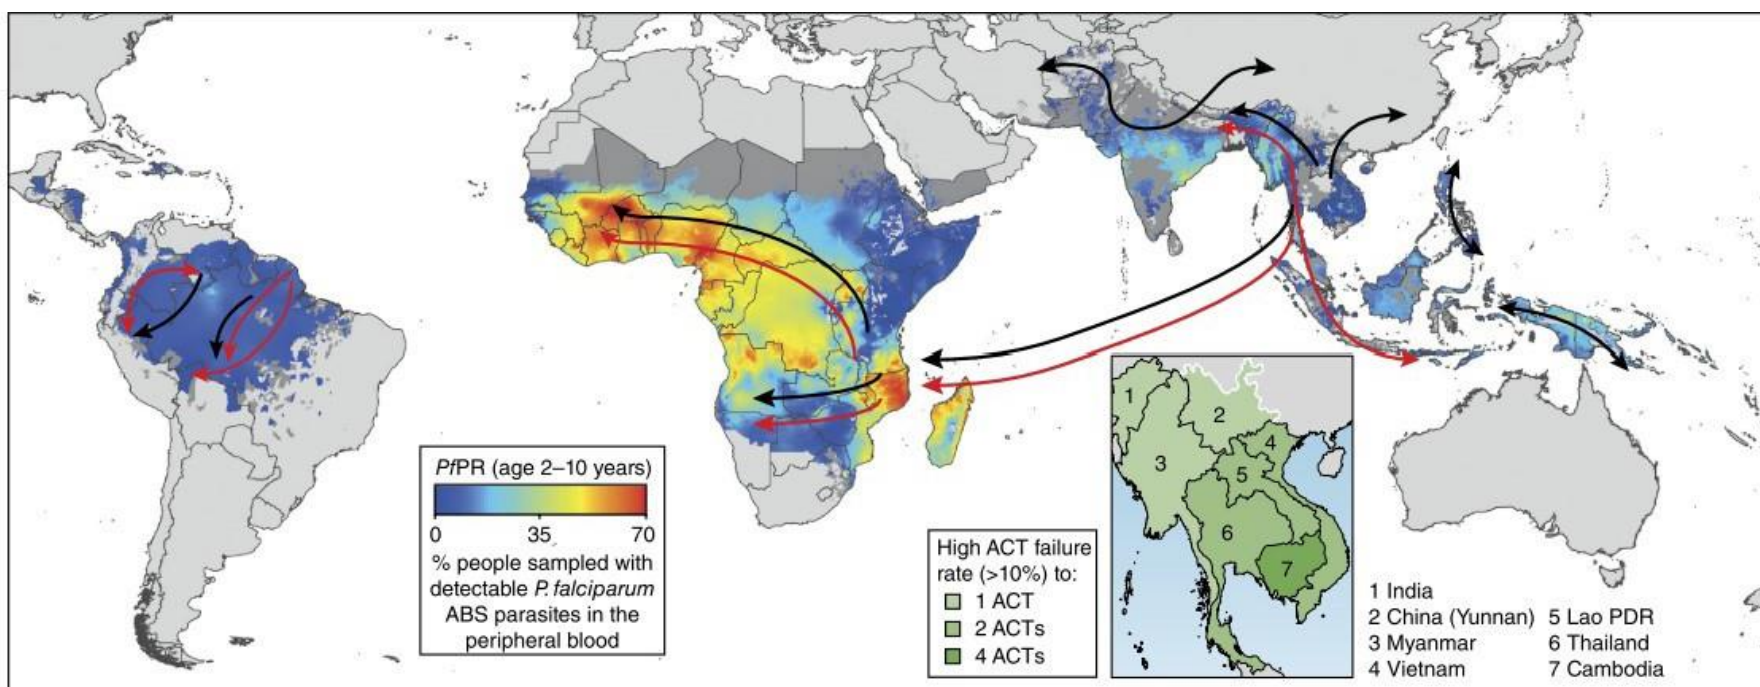 PfPR (age 2–10 years)
0 35 70
% people sampled with
detectable P. falciparum
ABS parasites in the
peripheral blood
High ACT failure
rate (>10%) to:
1 ACT
2 ACTs
4 ACTs
1
2
3
4
5
6
7
1 India
2 China (Yunnan) 5 Lao PDR
3 Myanmar 6 Thailand
4 Vietnam 7 Cambodia